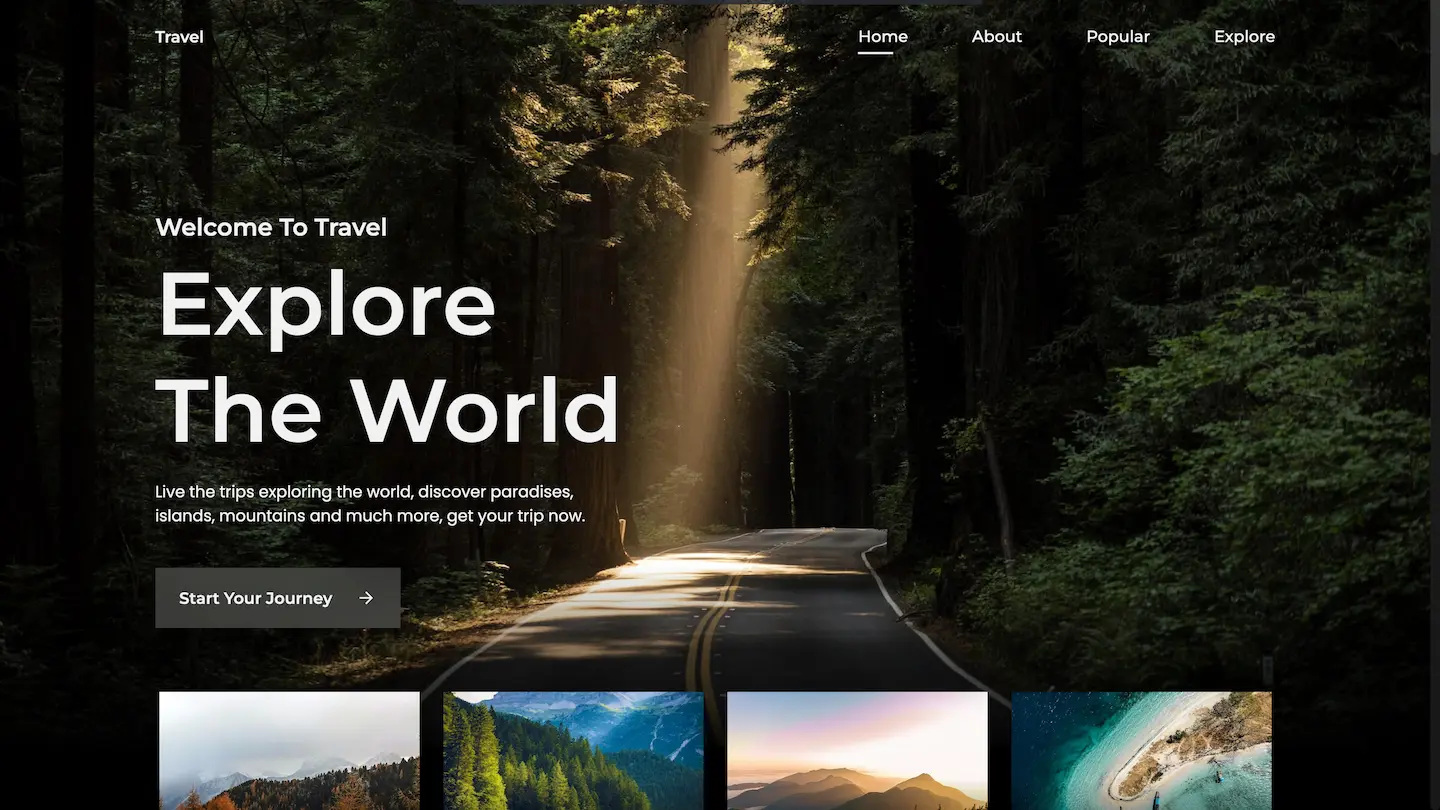 Travel
Home About Popular Explore
Welcome To Travel
Explore
The World
Live the trips exploring the world, discover paradises,
islands, mountains and much more, get your trip now.
Start Your Journey →